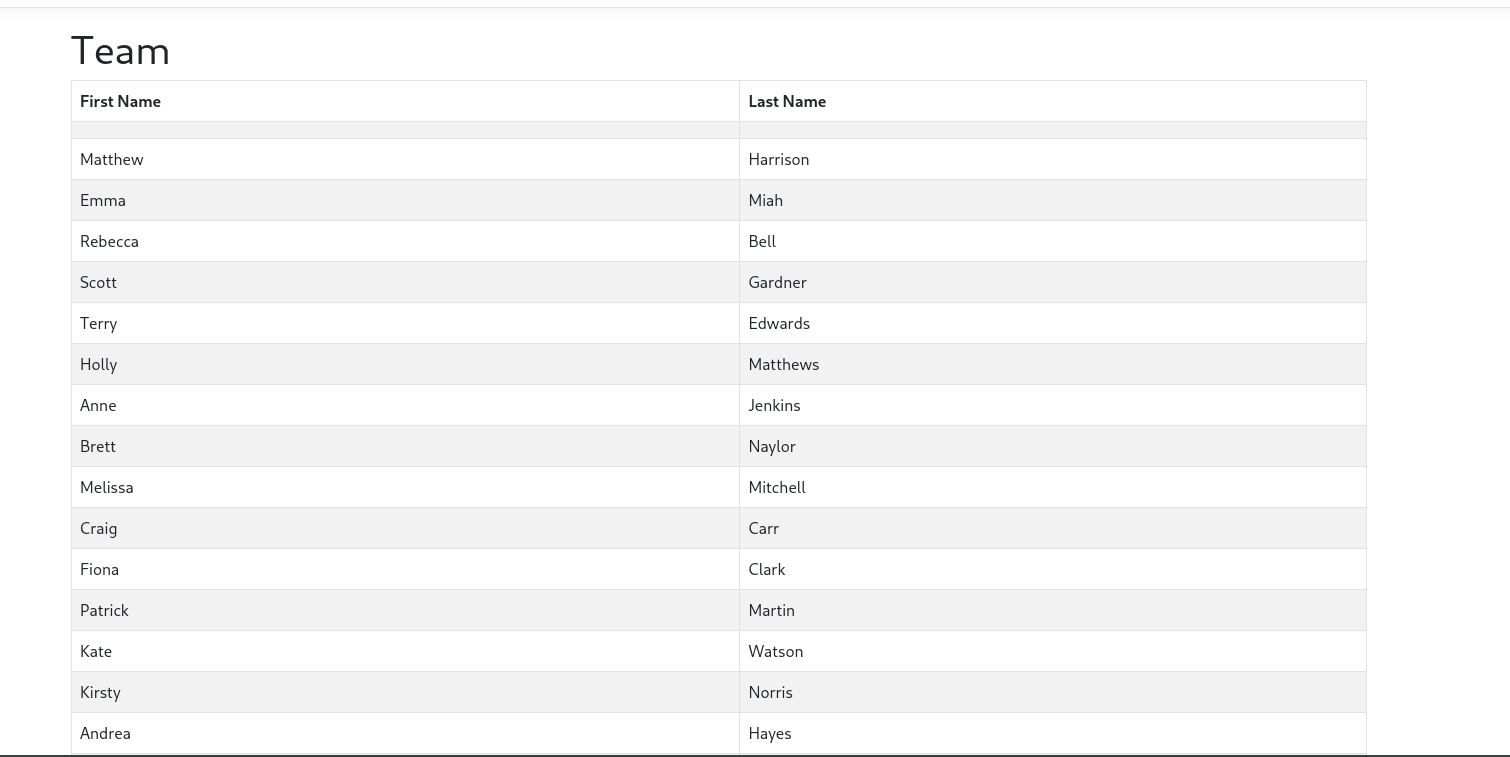 Team
First Name Last Name
Matthew Harrison
Emma Miah
Rebecca Bell
Scott Gardner
Terry Edwards
Holly Matthews
Anne Jenkins
Brett Naylor
Melissa Mitchell
Craig Carr
Fiona Clark
Patrick Martin
Kate Watson
Kirsty Norris
Andrea Hayes